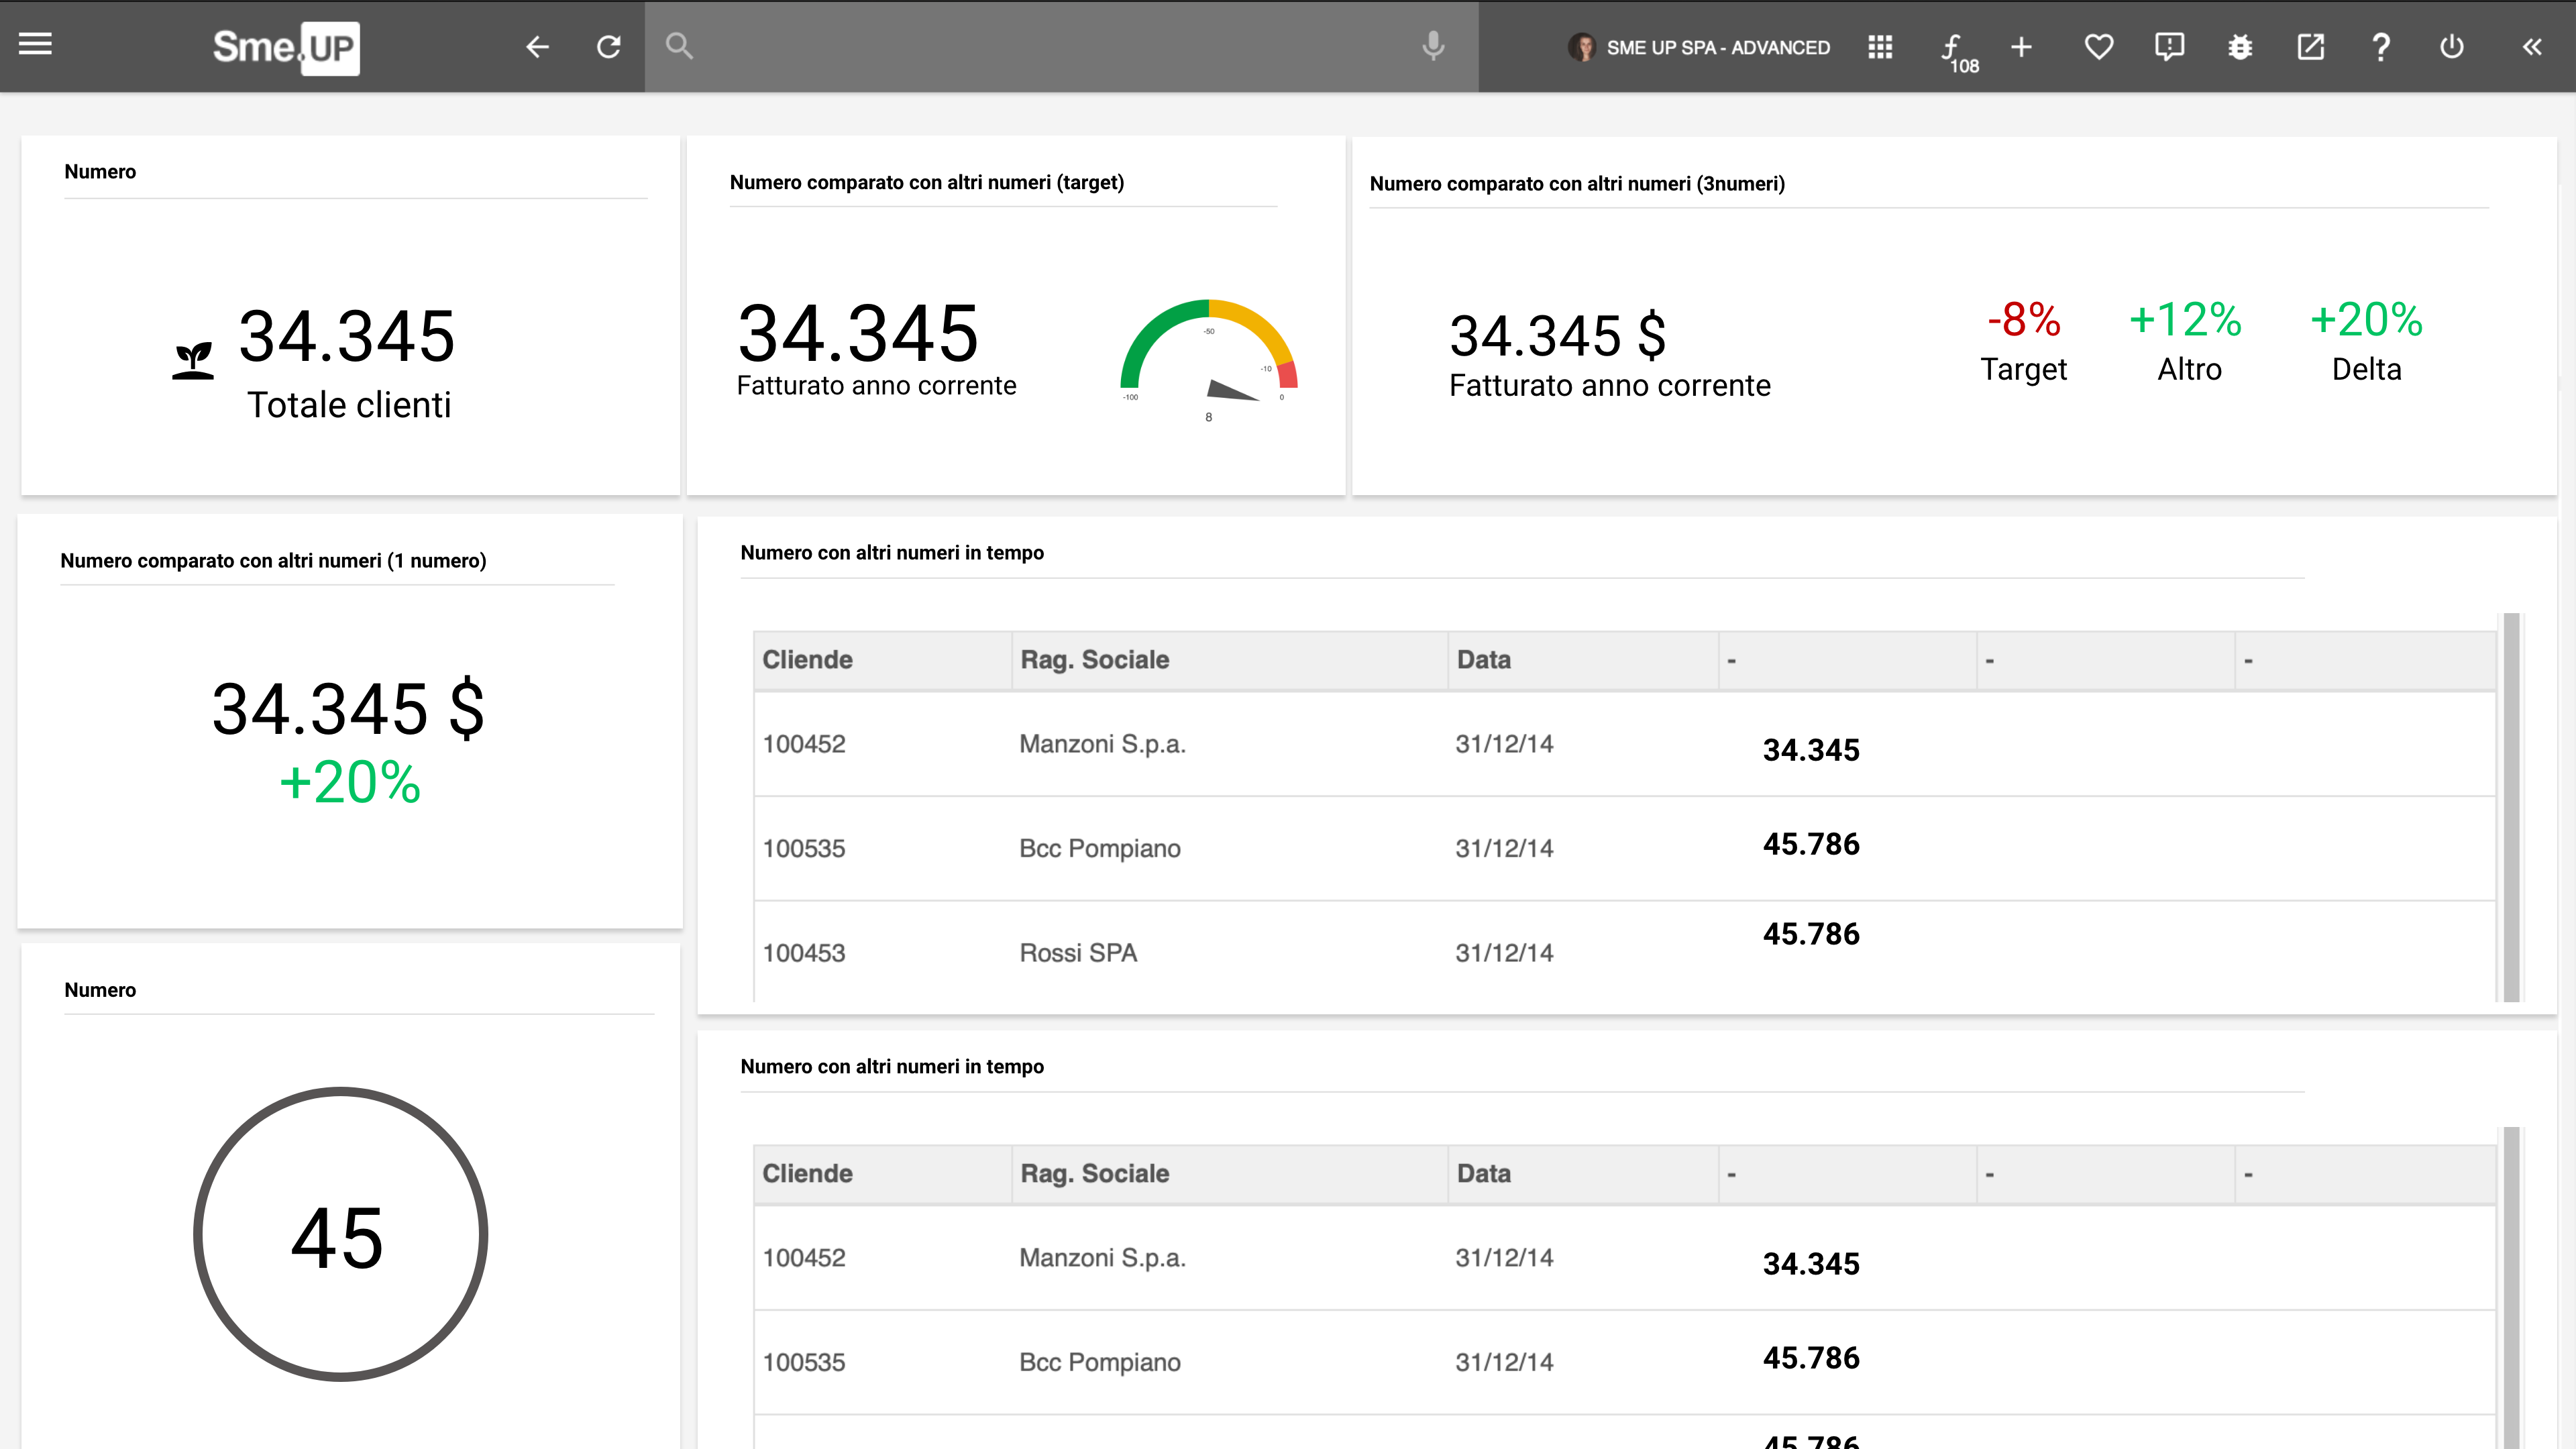 Sme.UP
SME UP SPA - ADVANCED
108
Numero
34.345
Totale clienti
Numero comparato con altri numeri (target)
34.345
Fatturato anno corrente
-50
-10
-100
0
8
Numero comparato con altri numeri (3numeri)
34.345 $
Fatturato anno corrente
-8%
Target
+12%
Altro
+20%
Delta
Numero comparato con altri numeri (1 numero)
34.345 $
+20%
Numero con altri numeri in tempo
Cliende Rag. Sociale Data - - -
100452 Manzoni S.p.a. 31/12/14 34.345
100535 Bcc Pompiano 31/12/14 45.786
100453 Rossi SPA 31/12/14 45.786
Numero
45
Numero con altri numeri in tempo
Cliende Rag. Sociale Data - - -
100452 Manzoni S.p.a. 31/12/14 34.345
100535 Bcc Pompiano 31/12/14 45.786
45.786